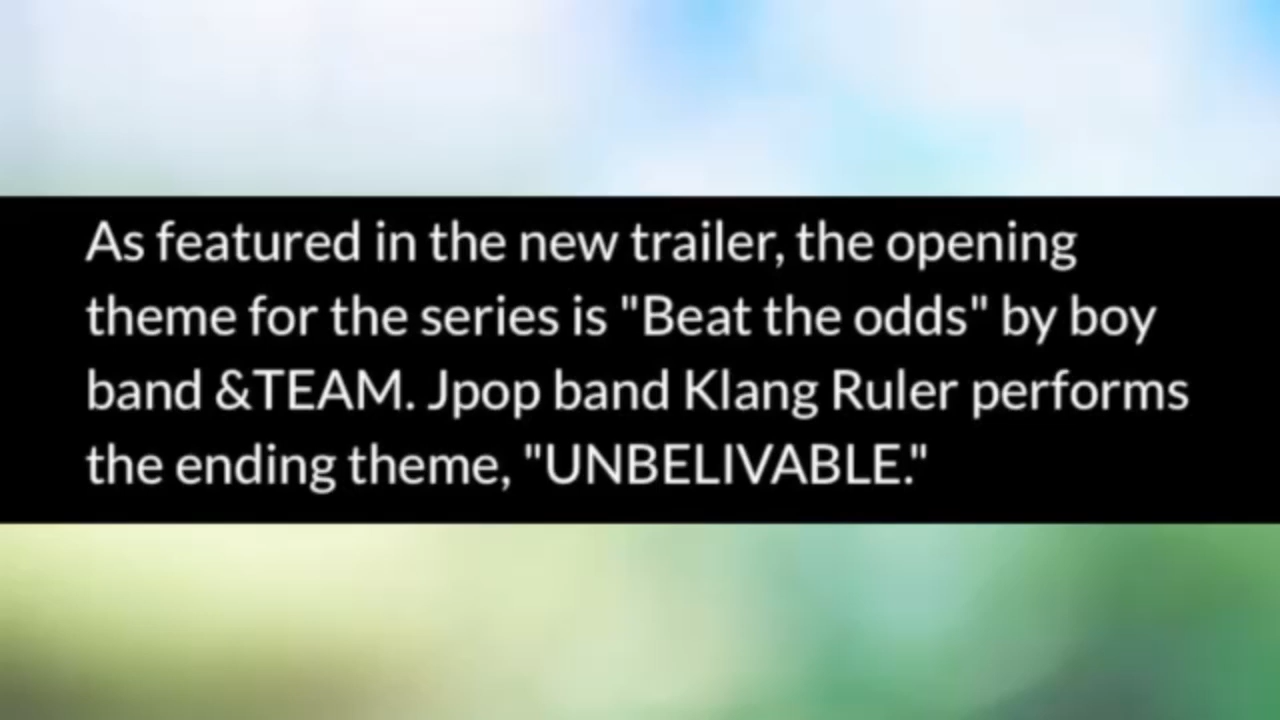 As featured in the new trailer, the opening
theme for the series is "Beat the odds" by boy
band &TEAM. Jpop band Klang Ruler performs
the ending theme, "UNBELIVABLE."